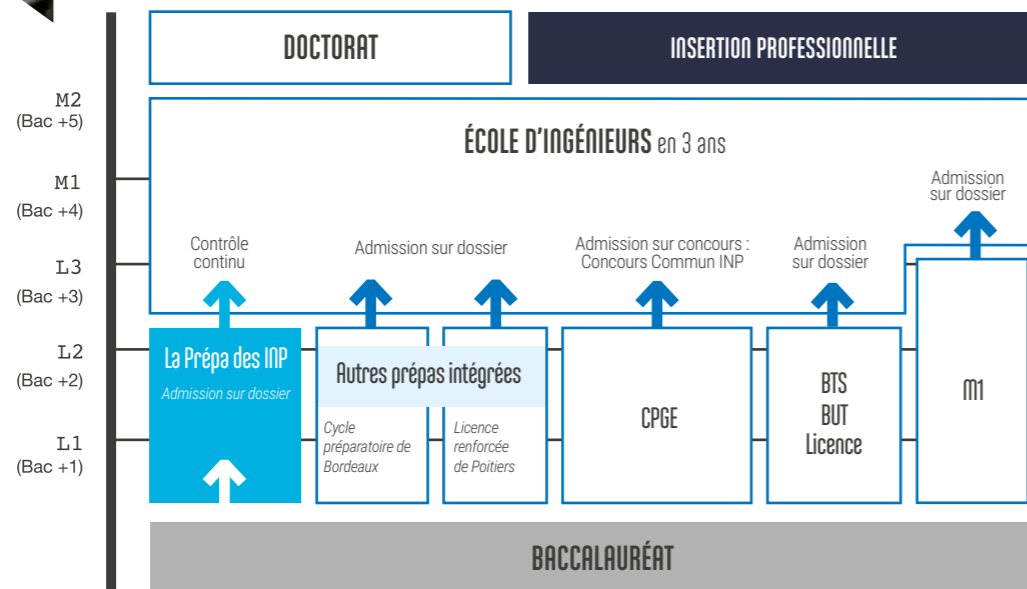 DOCTORAT
INSERTION PROFESSIONNELLE
M2
(Bac +5)
ÉCOLE D'INGÉNIEURS en 3 ans
M1
(Bac +4)
Admission
sur dossier
Contrôle
continu
Admission sur dossier
Admission sur concours :
Concours Commun INP
Admission
sur dossier
L3
(Bac +3)
L2
(Bac +2)
La Prépa des INP
Admission sur dossier
Autres prépas intégrées
Cycle
préparatoire de
Bordeaux
Licence
renforcée
de Poitiers
CPGE
BTS
BUT
Licence
M1
L1
(Bac +1)
BACCALAURÉAT